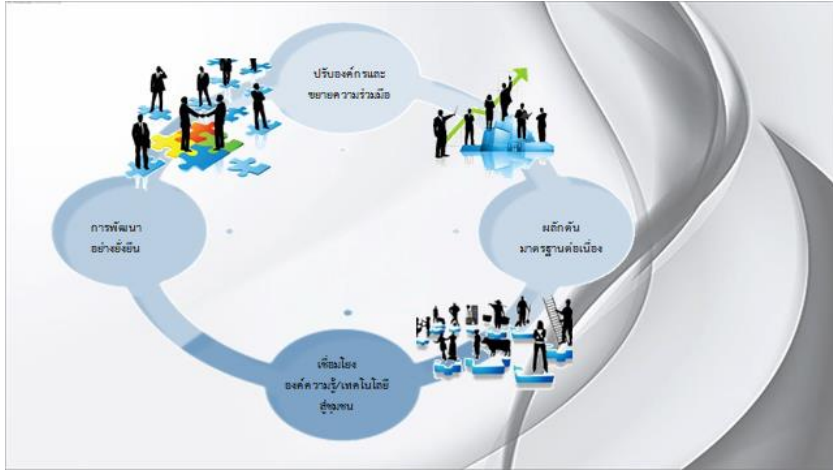 ปรับองค์กรและ
ขยายความร่วมมือ
ผลักดัน
มาตรฐานต่อเนื่อง
เชื่อมโยง
องค์ความรู้/เทคโนโลยี
สู่ชุมชน
การพัฒนา
อย่างยั่งยืน